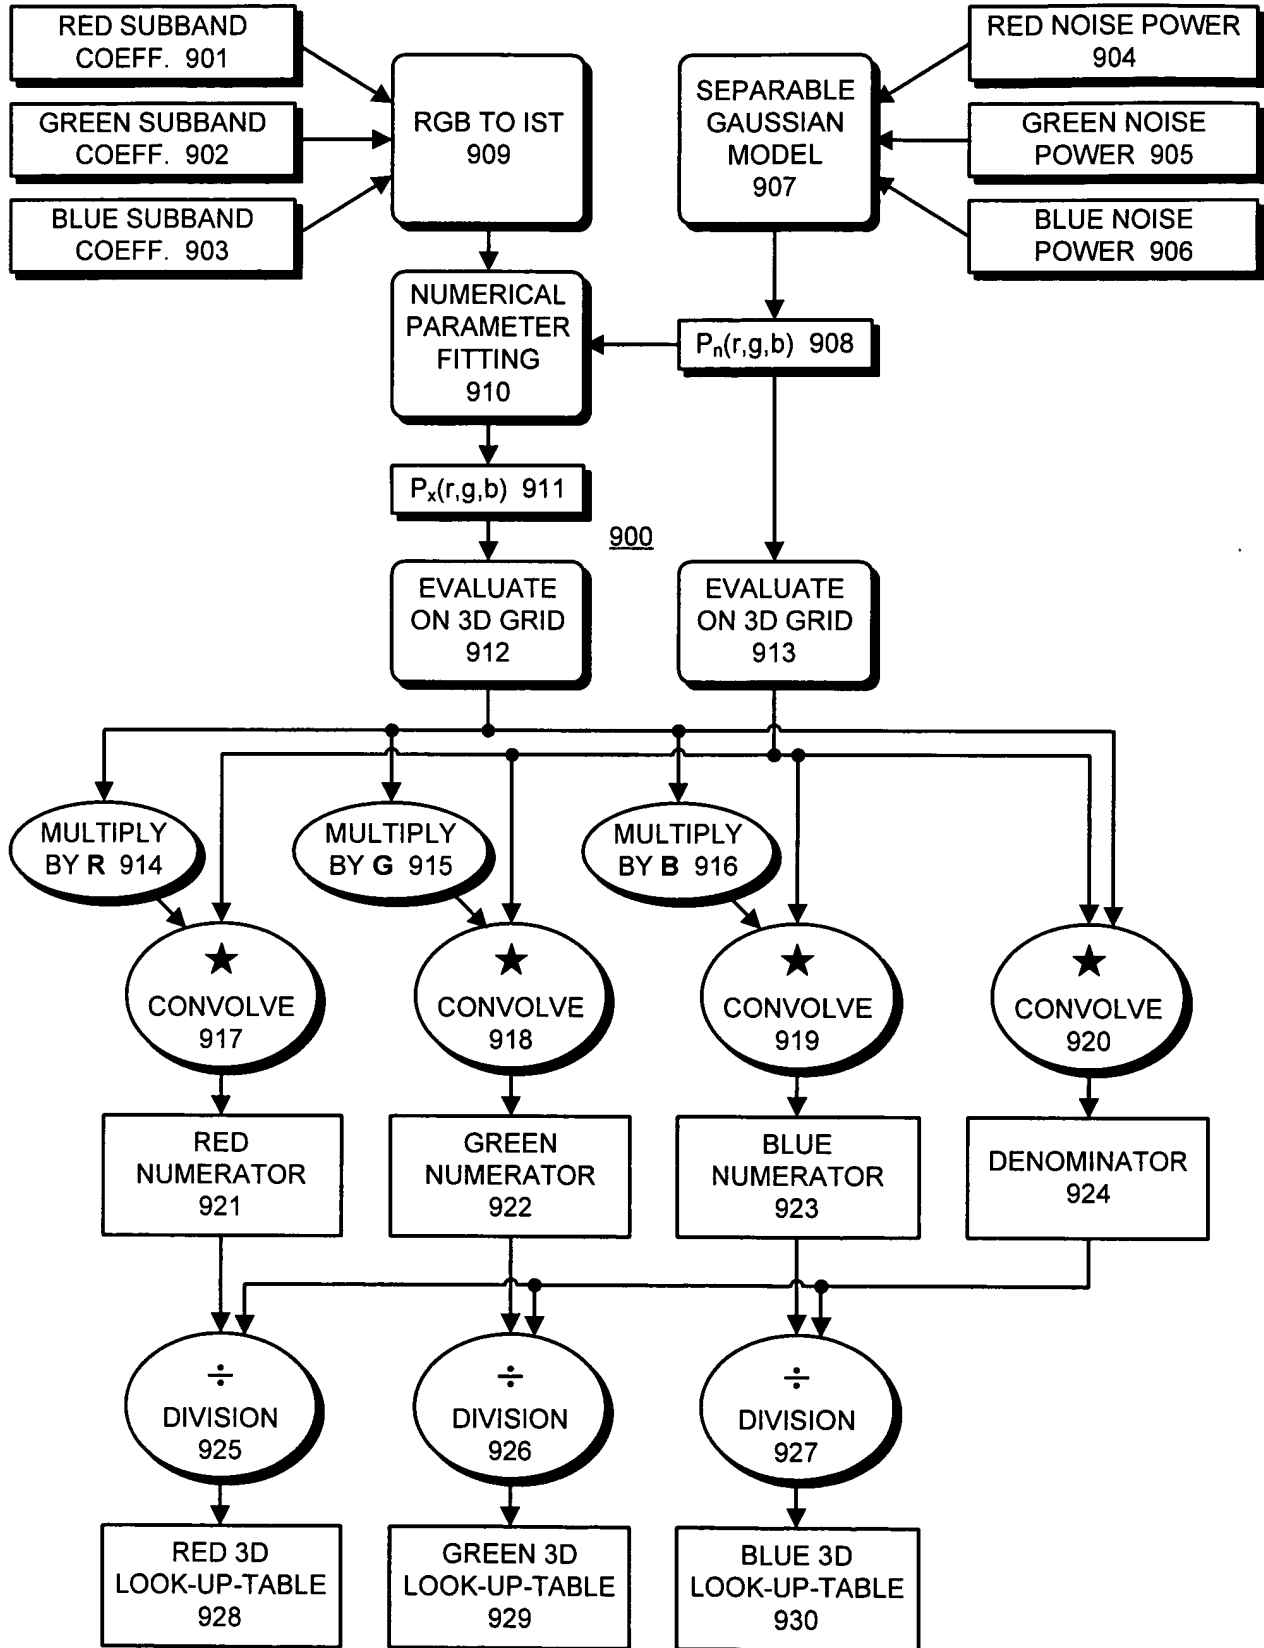 RED SUBBAND
COEFF. 901
GREEN SUBBAND
COEFF. 902
BLUE SUBBAND
COEFF. 903
RGB TO IST
909
SEPARABLE
GAUSSIAN
MODEL
907
RED NOISE POWER
904
GREEN NOISE
POWER 905
BLUE NOISE
POWER 906
NUMERICAL
PARAMETER
FITTING
910
Pn(r,g,b) 908
Px(r,g,b) 911
900
EVALUATE
ON 3D GRID
912
EVALUATE
ON 3D GRID
913
MULTIPLY
BY R 914
MULTIPLY
BY G 915
MULTIPLY
BY B 916
★
CONVOLVE
917
★
CONVOLVE
918
★
CONVOLVE
919
★
CONVOLVE
920
RED
NUMERATOR
921
GREEN
NUMERATOR
922
BLUE
NUMERATOR
923
DENOMINATOR
924
÷
DIVISION
925
÷
DIVISION
926
÷
DIVISION
927
RED 3D
LOOK-UP-TABLE
928
GREEN 3D
LOOK-UP-TABLE
929
BLUE 3D
LOOK-UP-TABLE
930